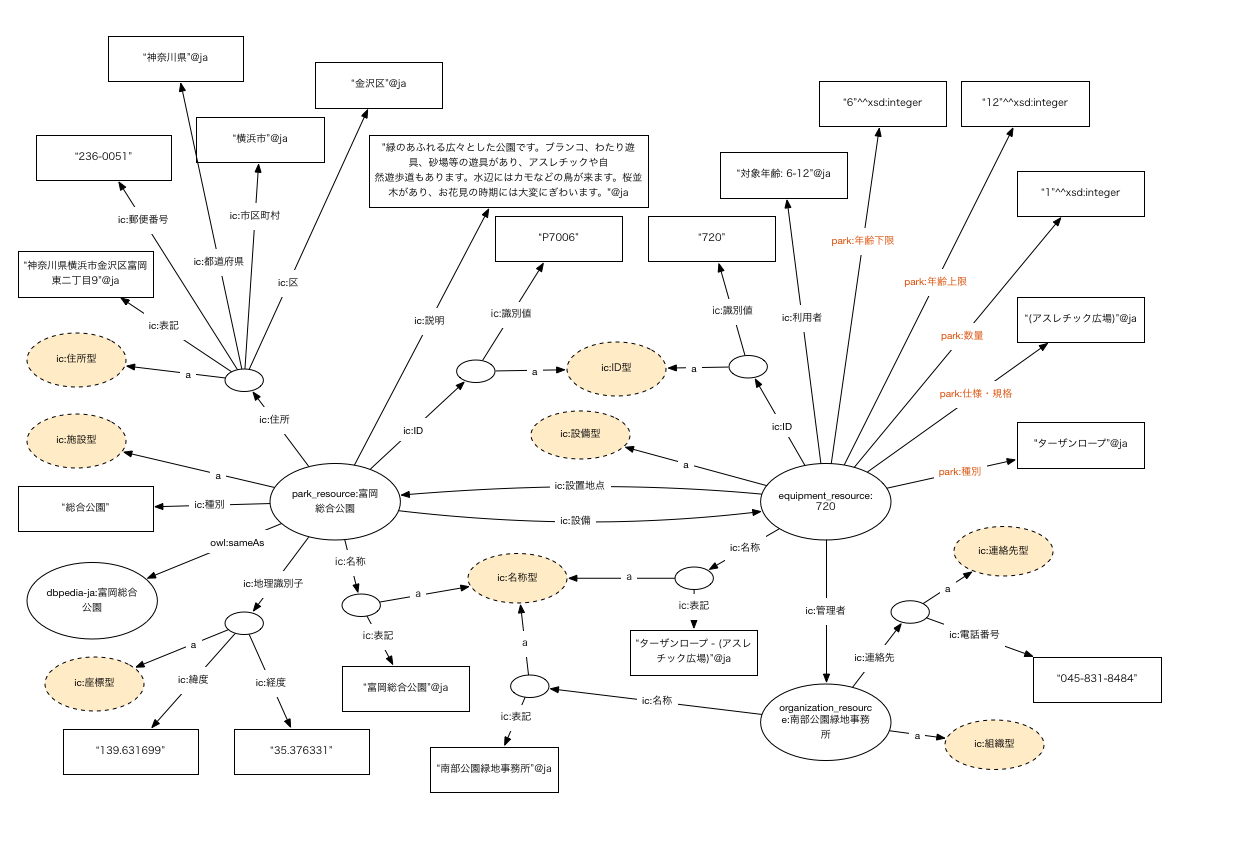 "神奈川県"@ja
"金沢区"@ja
"6"^^xsd:integer
"12"^^xsd:integer
"横浜市"@ja
"236-0051"
"緑のあふれる広々とした公園です。ブランコ、わたり遊
具、砂場等の遊具があり、アスレチックや自
然遊歩道もあります。水辺にはカモなどの鳥が来ます。桜並
木があり、お花見の時期には大変にぎわいます。"@ja
"対象年齢: 6-12"@ja
"1"^^xsd:integer
ic:郵便番号
ic:市区町村
"P7006"
"720"
park:年齢下限
ic:都道府県
"神奈川県横浜市金沢区富岡
東二丁目9"@ja
ic:区
park:年齢上限
ic:表記
ic:説明
ic:識別値
ic:識別値
ic:利用者
"(アスレチック広場)"@ja
park:数量
ic:住所型
a
a
ic:ID型
a
park:仕様・規格
ic:住所
ic:ID
ic:ID
ic:施設型
ic:設備型
"ターザンロープ"@ja
a
a
park:種別
ic:設置地点
park_resource:富岡
総合公園
equipment_resource:
720
"総合公園"
ic:種別
ic:設備
owl:sameAs
ic:名称
ic:名称
ic:連絡先型
dbpedia-ja:富岡総合
公園
ic:地理識別子
ic:名称型
a
a
a
ic:表記
ic:管理者
ic:表記
ic:電話番号
a
a
"ターザンロープ - (アスレ
チック広場)"@ja
ic:連絡先
ic:座標型
ic:緯度
ic:経度
"富岡総合公園"@ja
"045-831-8484"
ic:名称
ic:表記
organization_resourc
e:南部公園緑地事務
所
a
ic:組織型
"139.631699"
"35.376331"
"南部公園緑地事務所"@ja